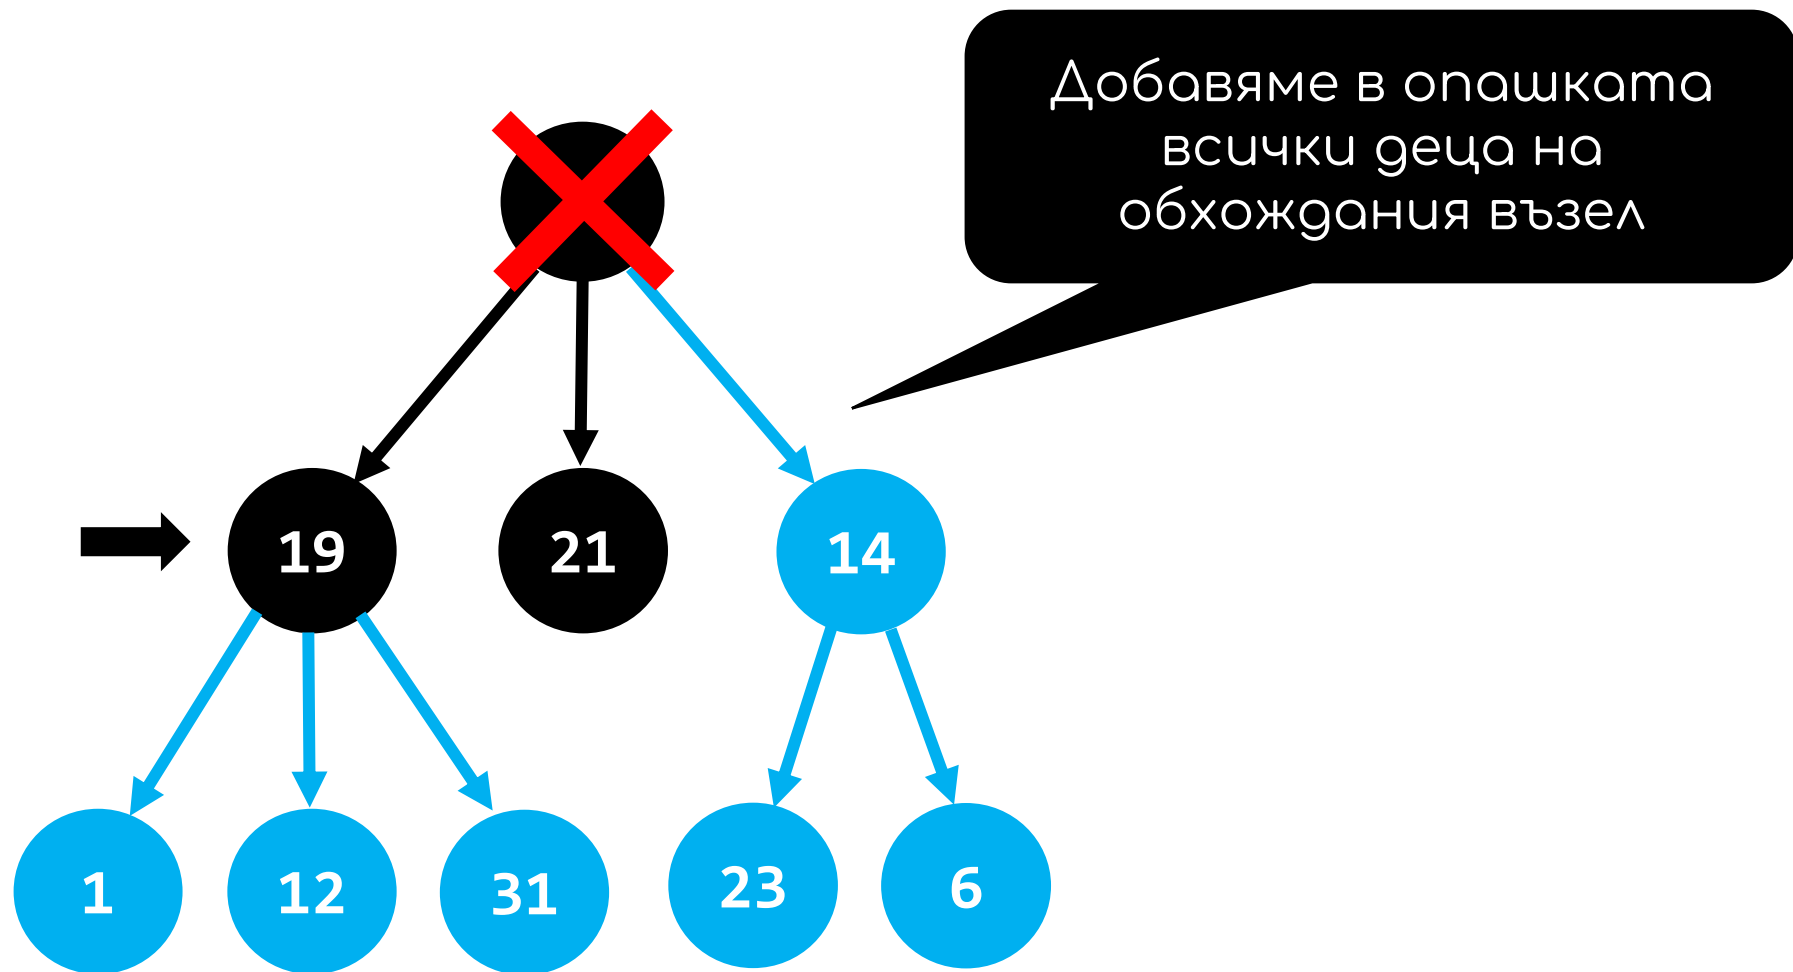 Добавяме в опашката
всички деца на
обхождания възел
19
21
14
1
12
31
23
6